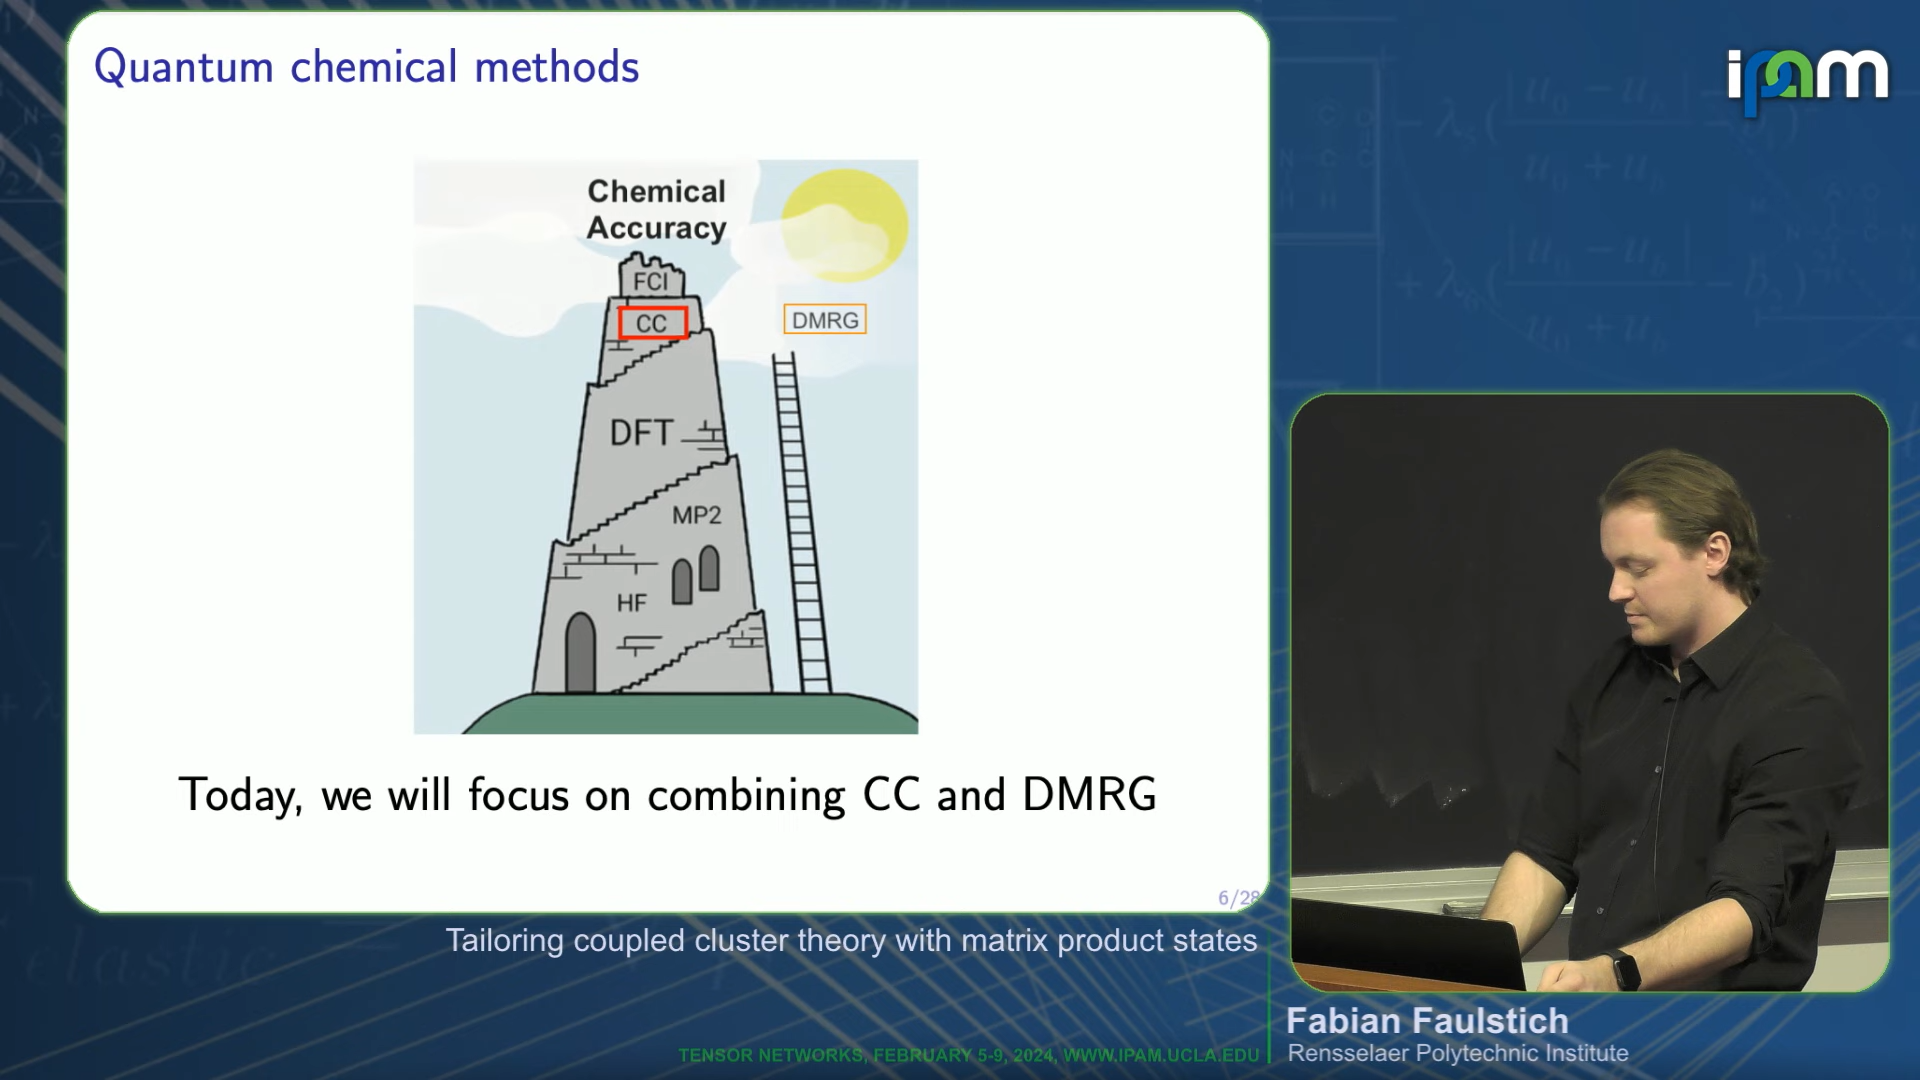 Quantum chemical methods
ipam
Chemical
Accuracy
FCI
CC
DMRG
DFT
MP2
HF
Today, we will focus on combining CC and DMRG
6/28
Tailoring coupled cluster theory with matrix product states
Fabian Faulstich
Rensselaer Polytechnic Institute
TENSOR NETWORKS, FEBRUARY 5-9, 2024, WWW.IPAM.UCLA.EDU